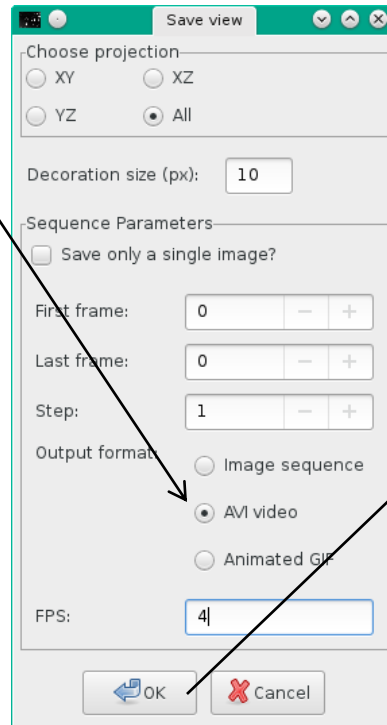 Save view
Choose projection
XY XZ
YZ All
Decoration size (px): 10
Sequence Parameters
Save only a single image?
First frame: 0
Last frame: 0
Step: 1
Output format: Image sequence
AVI video
Animated GIF
FPS: 4
OK Cancel